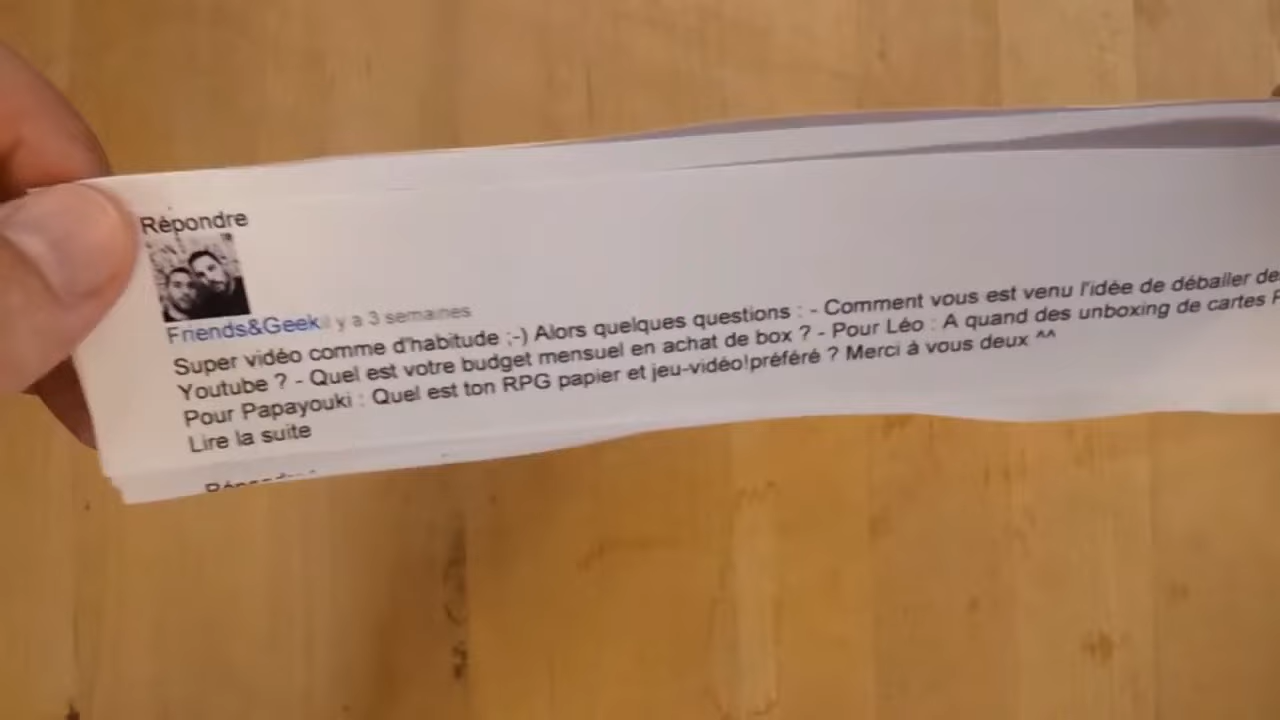 Répondre
Friends&Geek il y a 3 semaines
Super vidéo comme d'habitude ;-) Alors quelques questions : - Comment vous est venu l'idée de déballer de
Youtube ? - Quel est votre budget mensuel en achat de box ? - Pour Léo : A quand des unboxing de cartes
Pour Papayouki : Quel est ton RPG papier et jeu-vidéo!préféré ? Merci à vous deux ^^
Lire la suite